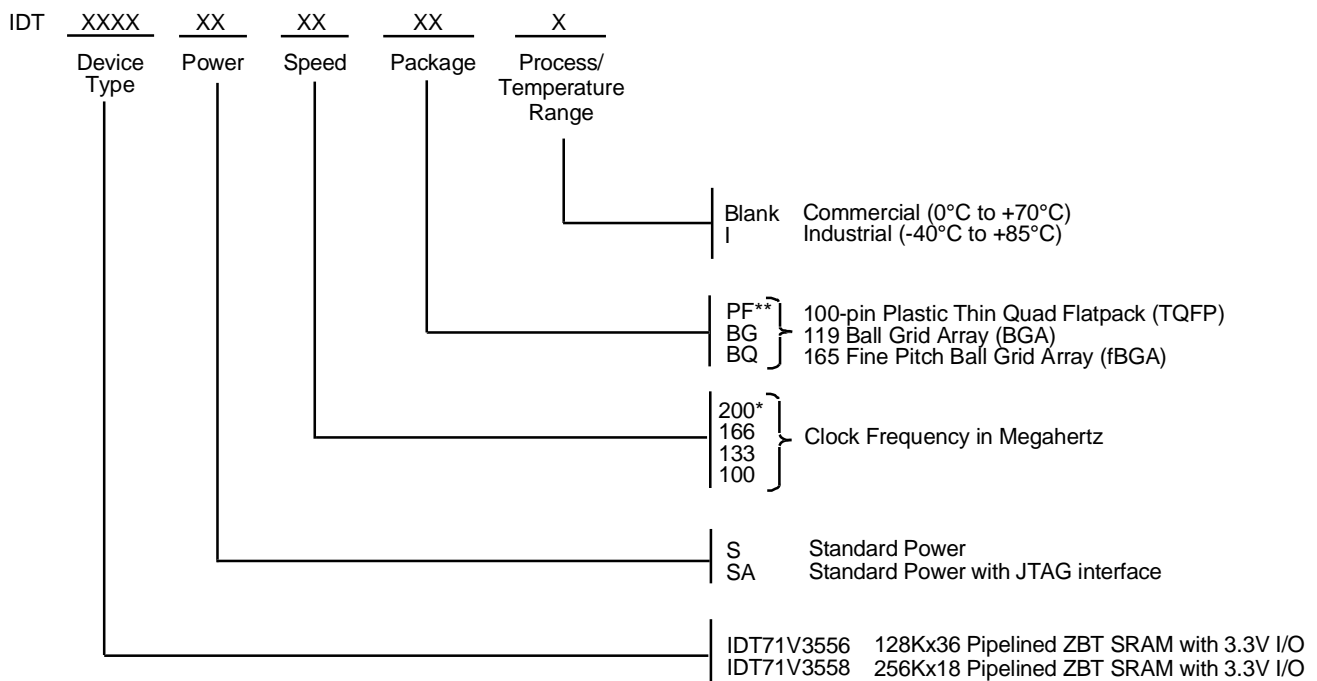 IDT XXXX XX XX XX X
Device Type Power Speed Package Process/ Temperature Range
Blank Commercial (0°C to +70°C)
I Industrial (-40°C to +85°C)
PF** 100-pin Plastic Thin Quad Flatpack (TQFP)
BG 119 Ball Grid Array (BGA)
BQ 165 Fine Pitch Ball Grid Array (fBGA)
200*
166
133
100
Clock Frequency in Megahertz
S Standard Power
SA Standard Power with JTAG interface
IDT71V3556 128Kx36 Pipelined ZBT SRAM with 3.3V I/O
IDT71V3558 256Kx18 Pipelined ZBT SRAM with 3.3V I/O